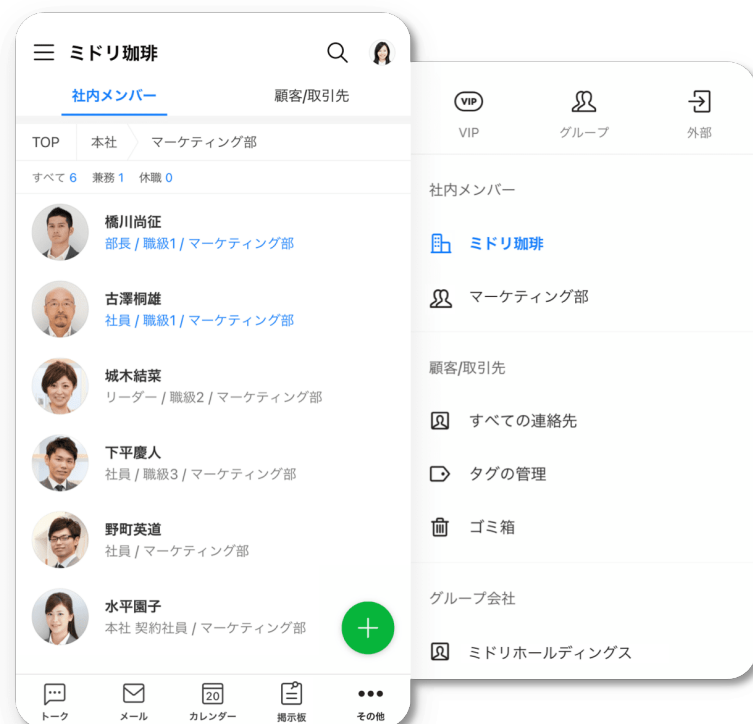 ミドリ珈琲
社内メンバー 顧客/取引先
TOP 本社 マーケティング部
すべて 6 兼務 1 休職 0
橋川尚征
部長 / 職級1 / マーケティング部
古澤桐雄
社員 / 職級1 / マーケティング部
城木結菜
リーダー / 職級2 / マーケティング部
下平慶人
社員 / 職級3 / マーケティング部
野町英道
社員 / マーケティング部
水平園子
本社 契約社員 / マーケティング部
トーク メール 20 カレンダー 掲示板 その他
VIP
VIP グループ 外部
社内メンバー
ミドリ珈琲
マーケティング部
顧客/取引先
すべての連絡先
タグの管理
ゴミ箱
グループ会社
ミドリホールディングス